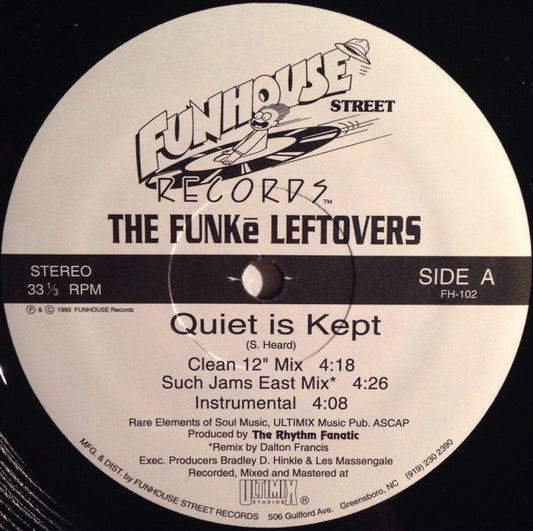 FUNHOUSE
STREET
RECORDS™
THE FUNKē LEFTOVERS
STEREO
33 1/3 RPM
SIDE A
FH-102
℗ & © 1993 FUNHOUSE Records
Quiet is Kept
(S. Heard)
Clean 12" Mix 4:18
Such Jams East Mix* 4:26
Instrumental 4:08
Rare Elements of Soul Music, ULTIMIX Music Pub. ASCAP
Produced by The Rhythm Fanatic
*Remix by Dalton Francis
Exec. Producers Bradley D. Hinkle & Les Massengale
Recorded, Mixed and Mastered at
ULTIMIX
STUDIOS
MFG. & DIST. by FUNHOUSE STREET RECORDS 506 Guilford Ave. Greensboro, NC (919) 230 2390